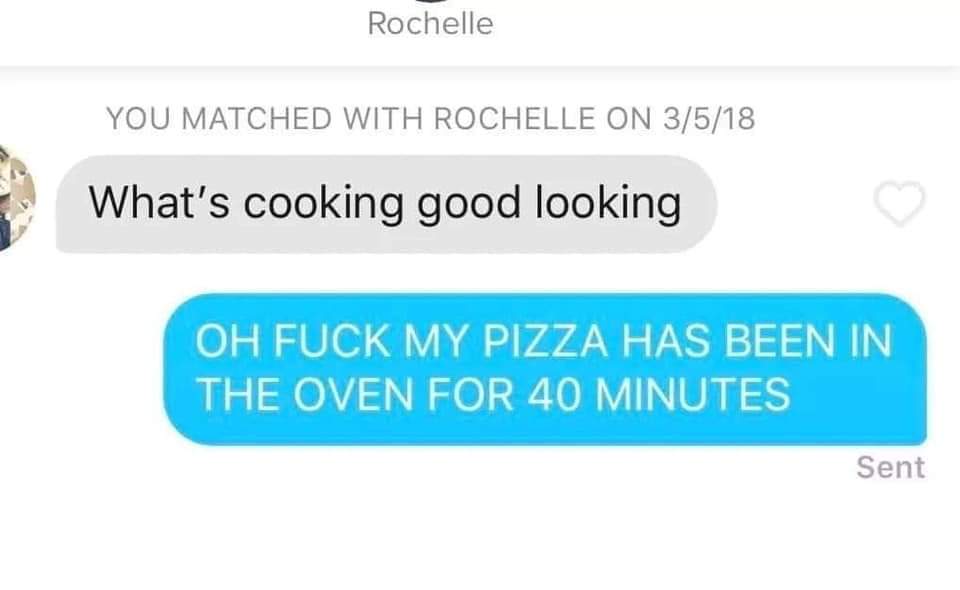 Rochelle
YOU MATCHED WITH ROCHELLE ON 3/5/18
What's cooking good looking
OH FUCK MY PIZZA HAS BEEN IN
THE OVEN FOR 40 MINUTES
Sent